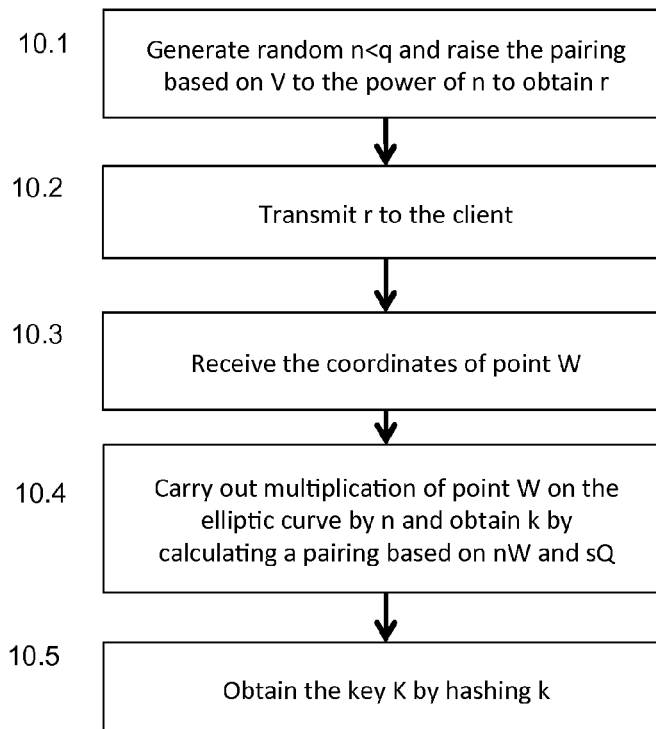 10.1
Generate random n<q and raise the pairing
based on V to the power of n to obtain r
10.2
Transmit r to the client
10.3
Receive the coordinates of point W
10.4
Carry out multiplication of point W on the
elliptic curve by n and obtain k by
calculating a pairing based on nW and sQ
10.5
Obtain the key K by hashing k